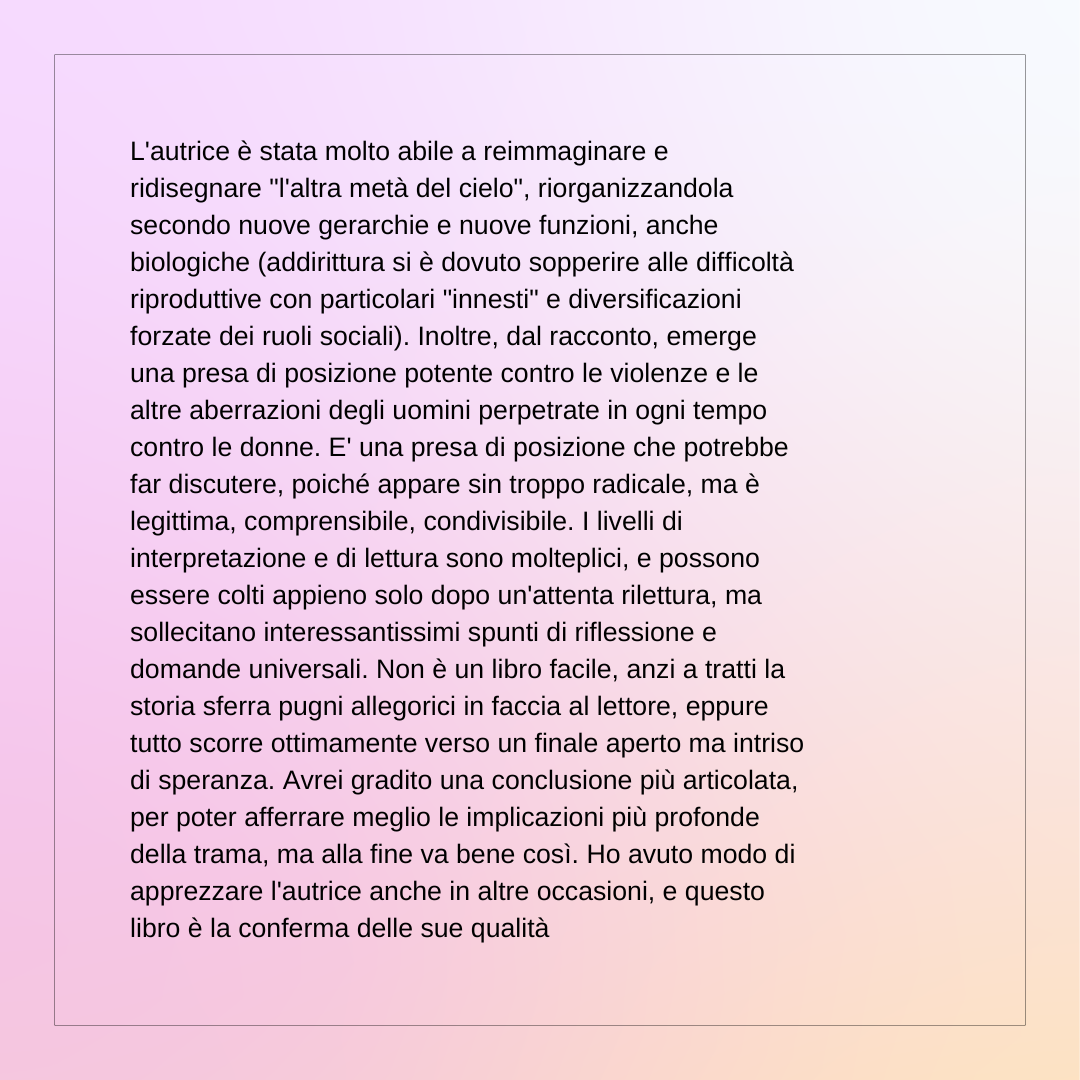 L'autrice è stata molto abile a reimmaginare e
ridisegnare "l'altra metà del cielo", riorganizzandola
secondo nuove gerarchie e nuove funzioni, anche
biologiche (addirittura si è dovuto sopperire alle difficoltà
riproduttive con particolari "innesti" e diversificazioni
forzate dei ruoli sociali). Inoltre, dal racconto, emerge
una presa di posizione potente contro le violenze e le
altre aberrazioni degli uomini perpetrate in ogni tempo
contro le donne. E' una presa di posizione che potrebbe
far discutere, poiché appare sin troppo radicale, ma è
legittima, comprensibile, condivisibile. I livelli di
interpretazione e di lettura sono molteplici, e possono
essere colti appieno solo dopo un'attenta rilettura, ma
sollecitano interessantissimi spunti di riflessione e
domande universali. Non è un libro facile, anzi a tratti la
storia sferra pugni allegorici in faccia al lettore, eppure
tutto scorre ottimamente verso un finale aperto ma intriso
di speranza. Avrei gradito una conclusione più articolata,
per poter afferrare meglio le implicazioni più profonde
della trama, ma alla fine va bene così. Ho avuto modo di
apprezzare l'autrice anche in altre occasioni, e questo
libro è la conferma delle sue qualità